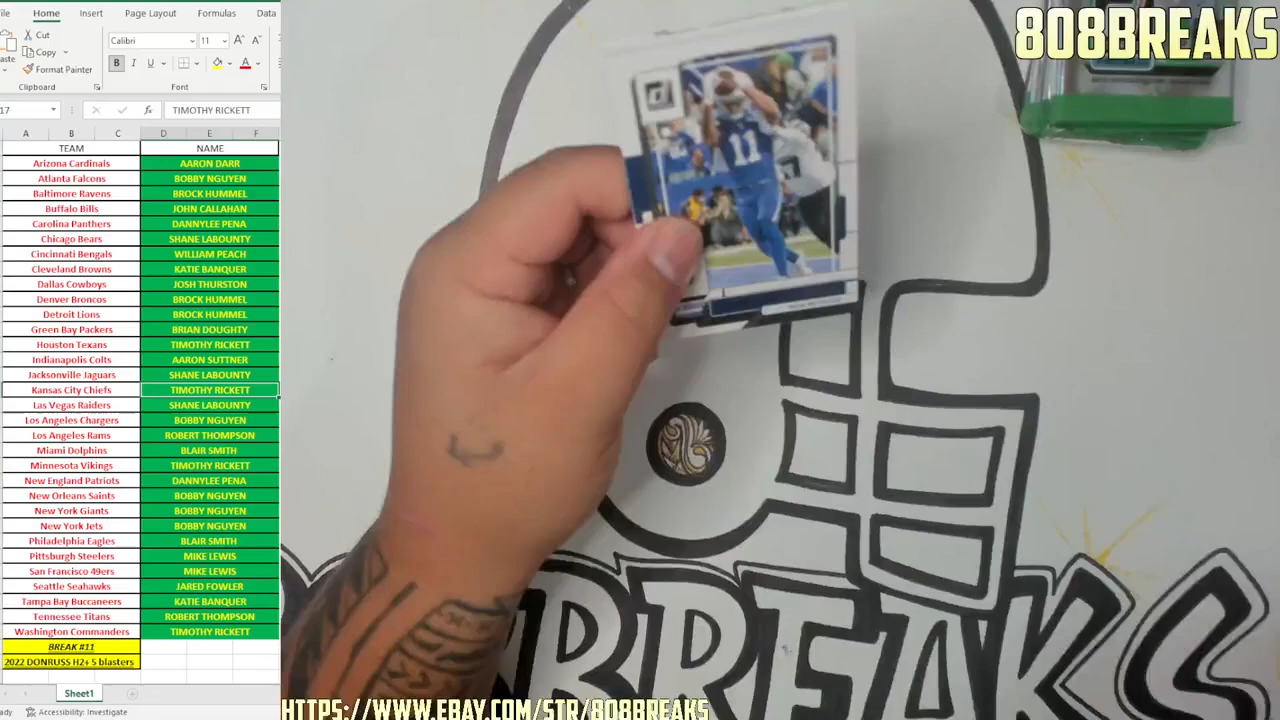 ile Home Insert Page Layout Formulas Data
Cut
Copy
aste
Format Painter
Calibri 11
B I U
Clipboard Font
17 TIMOTHY RICKETT
A B C D E F
TEAM NAME
Arizona Cardinals AARON DARR
Atlanta Falcons BOBBY NGUYEN
Baltimore Ravens BROCK HUMMEL
Buffalo Bills JOHN CALLAHAN
Carolina Panthers DANNYLEE PENA
Chicago Bears SHANE LABOUNTY
Cincinnati Bengals WILLIAM PEACH
Cleveland Browns KATIE BANQUER
Dallas Cowboys JOSH THURSTON
Denver Broncos BROCK HUMMEL
Detroit Lions BROCK HUMMEL
Green Bay Packers BRIAN DOUGHTY
Houston Texans TIMOTHY RICKETT
Indianapolis Colts AARON SUTTNER
Jacksonville Jaguars SHANE LABOUNTY
Kansas City Chiefs TIMOTHY RICKETT
Las Vegas Raiders SHANE LABOUNTY
Los Angeles Chargers BOBBY NGUYEN
Los Angeles Rams ROBERT THOMPSON
Miami Dolphins BLAIR SMITH
Minnesota Vikings TIMOTHY RICKETT
New England Patriots DANNYLEE PENA
New Orleans Saints BOBBY NGUYEN
New York Giants BOBBY NGUYEN
New York Jets BOBBY NGUYEN
Philadelphia Eagles BLAIR SMITH
Pittsburgh Steelers MIKE LEWIS
San Francisco 49ers MIKE LEWIS
Seattle Seahawks JARED FOWLER
Tampa Bay Buccaneers KATIE BANQUER
Tennessee Titans ROBERT THOMPSON
Washington Commanders TIMOTHY RICKETT
BREAK #11
2022 DONRUSS H2+ 5 blasters
Sheet1
ady Accessibility: Investigate
808BREAKS
11
BREAKS
HTTPS://WWW.EBAY.COM/STR/808BREAKS